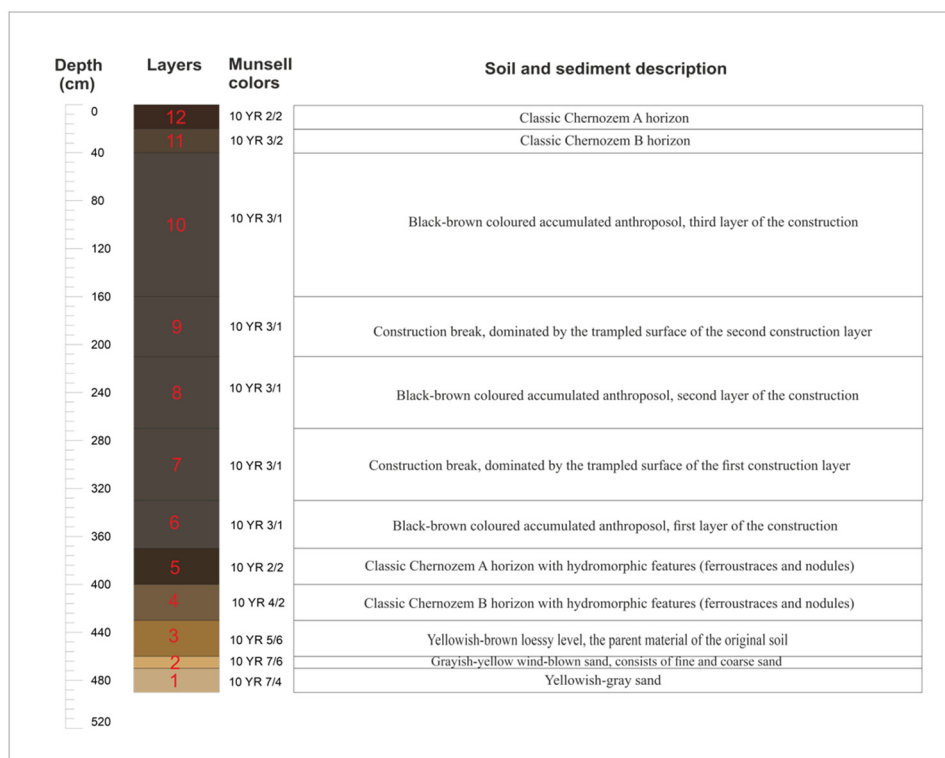 Depth (cm) Layers Munsell colors Soil and sediment description
0
12 10 YR 2/2 Classic Chernozem A horizon
11 10 YR 3/2 Classic Chernozem B horizon
40
80
10 10 YR 3/1 Black-brown coloured accumulated anthroposol, third layer of the construction
120
160
9 10 YR 3/1 Construction break, dominated by the trampled surface of the second construction layer
200
240
8 10 YR 3/1 Black-brown coloured accumulated anthroposol, second layer of the construction
280
7 10 YR 3/1 Construction break, dominated by the trampled surface of the first construction layer
320
6 10 YR 3/1 Black-brown coloured accumulated anthroposol, first layer of the construction
360
5 10 YR 2/2 Classic Chernozem A horizon with hydromorphic features (ferroustraces and nodules)
400
4 10 YR 4/2 Classic Chernozem B horizon with hydromorphic features (ferroustraces and nodules)
440
3 10 YR 5/6 Yellowish-brown loessy level, the parent material of the original soil
2 10 YR 7/6 Grayish-yellow wind-blown sand, consists of fine and coarse sand
480
1 10 YR 7/4 Yellowish-gray sand
520